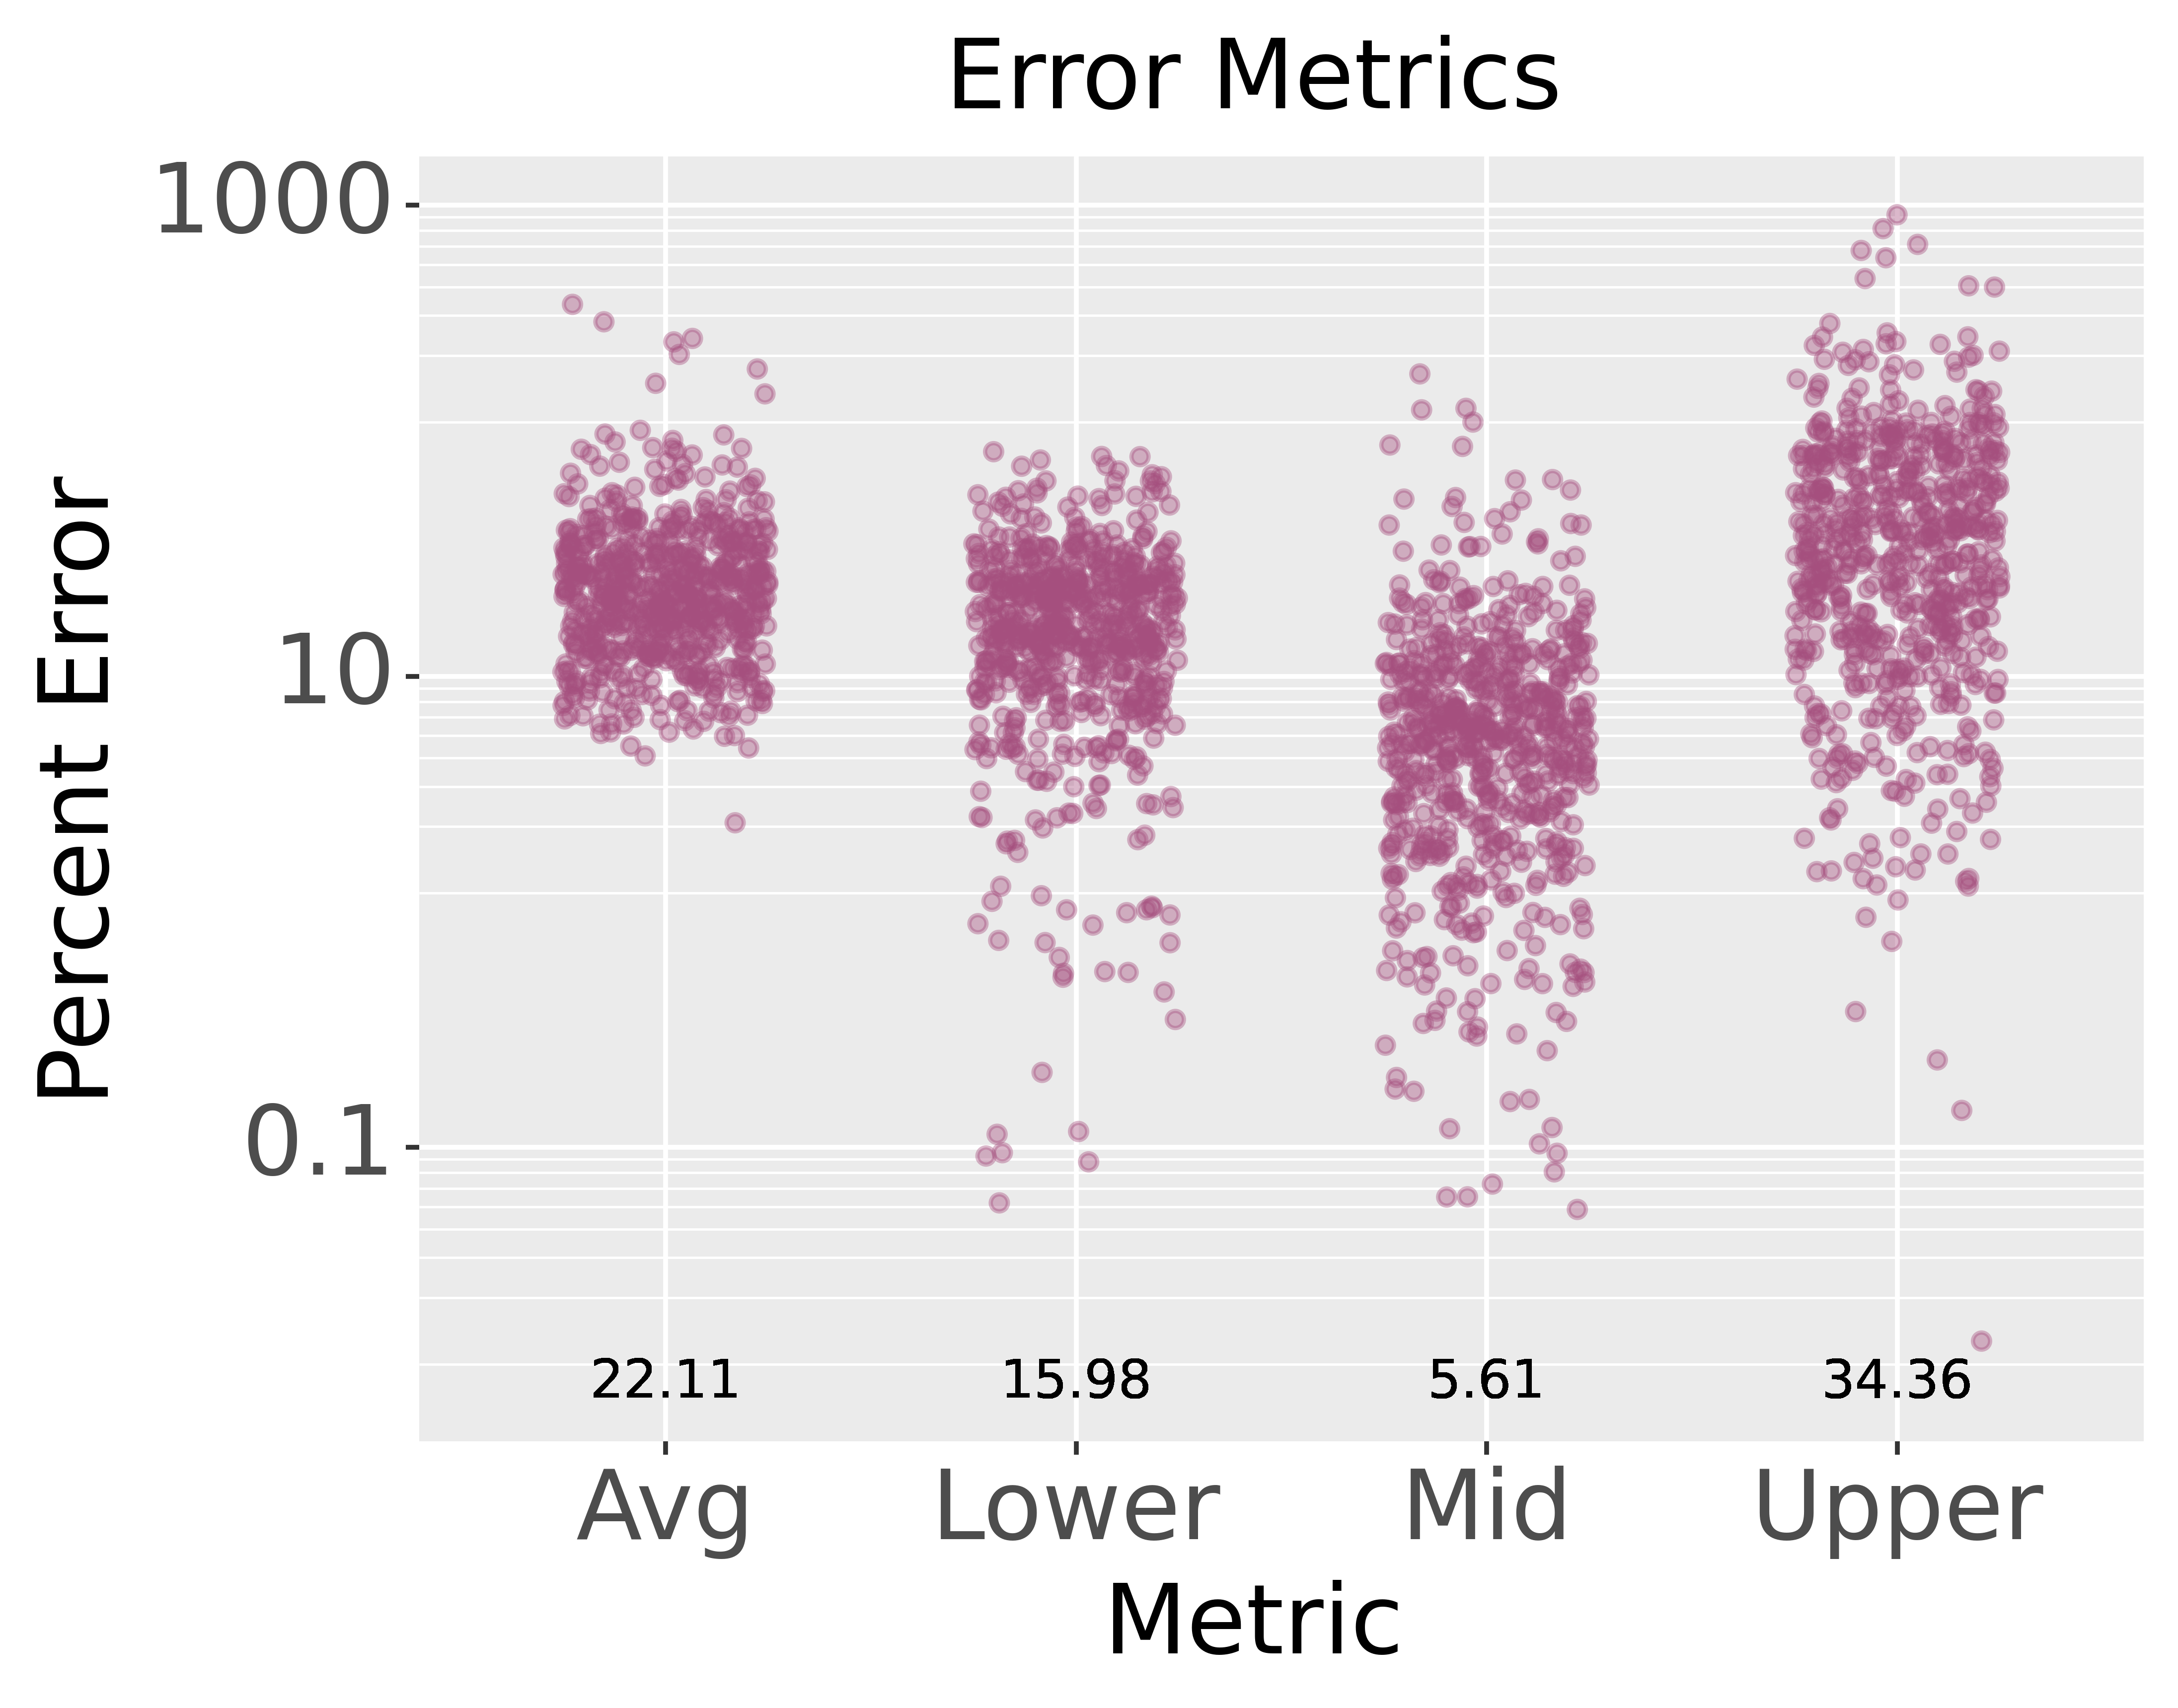 Error Metrics
1000
10
0.1
Percent Error
22.11 15.98 5.61 34.36
Avg Lower Mid Upper
Metric